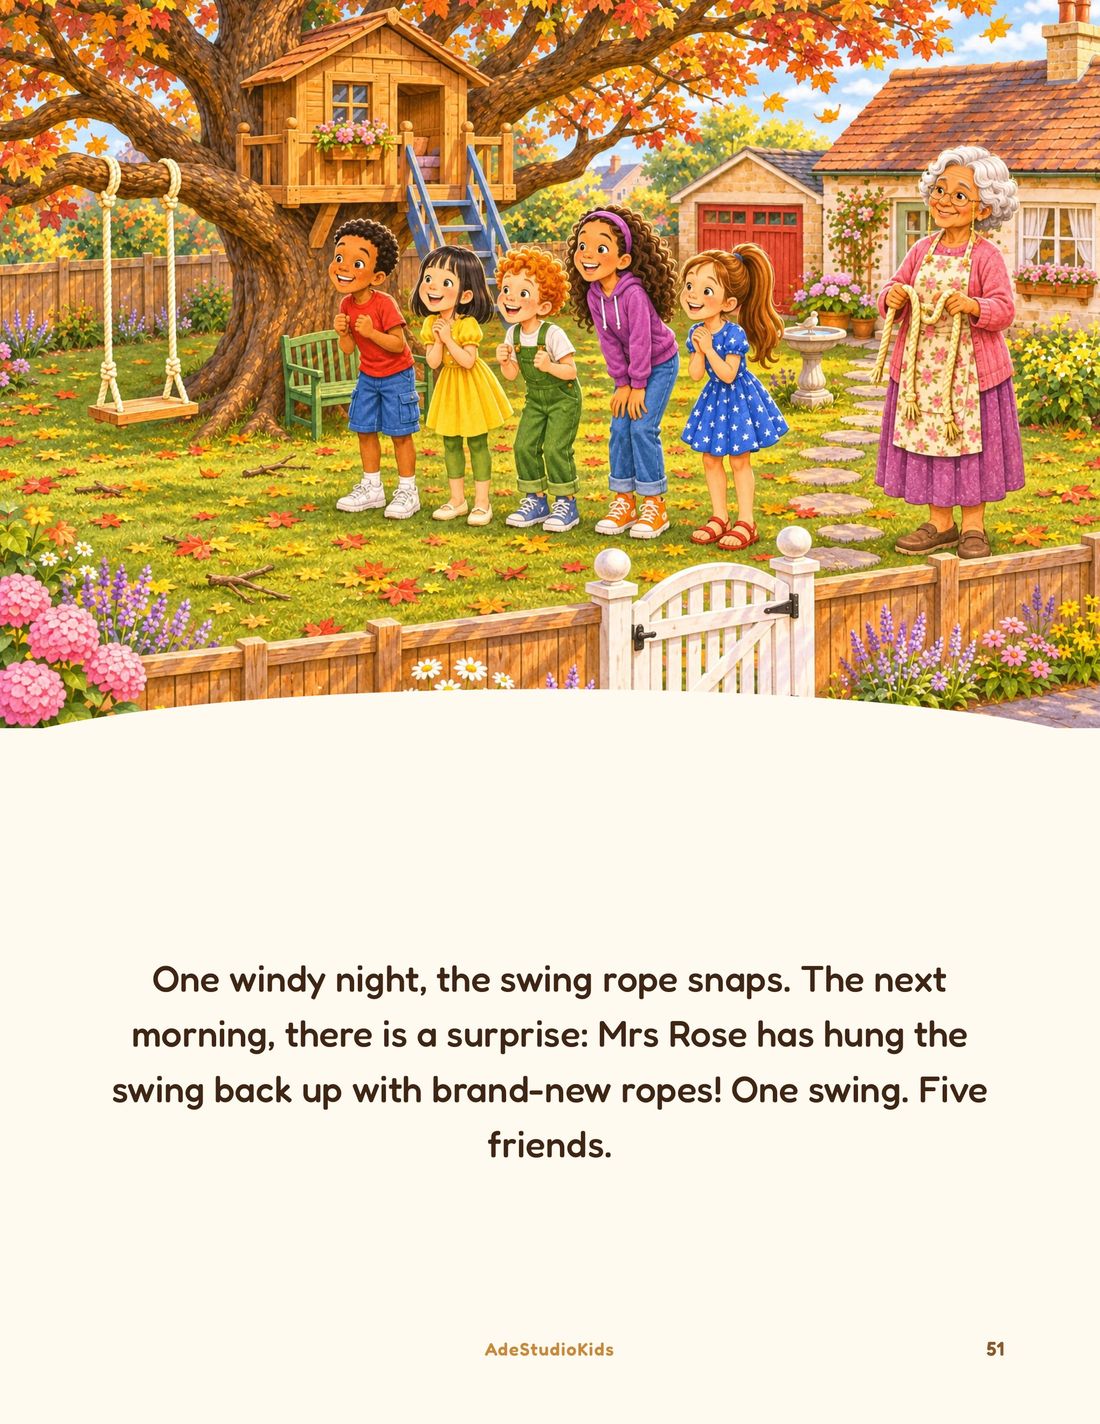 One windy night, the swing rope snaps. The next
morning, there is a surprise: Mrs Rose has hung the
swing back up with brand-new ropes! One swing. Five
friends.
AdeStudioKids
51